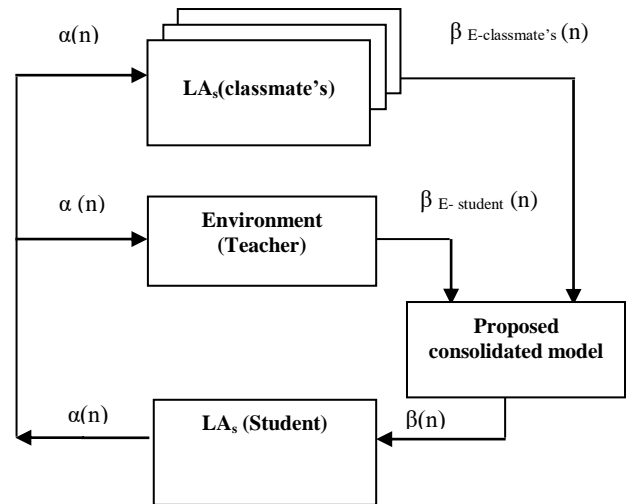 α(n)
β E-classmate’s (n)
LAs(classmate’s)
α (n)
Environment
(Teacher)
β E- student (n)
Proposed
consolidated model
α(n)
LAs (Student)
β(n)